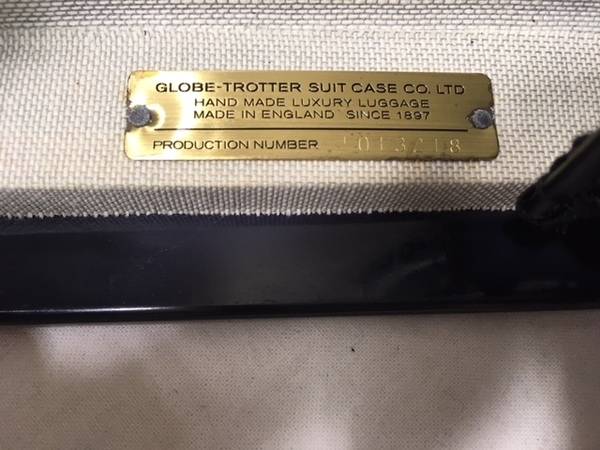 GLOBE-TROTTER SUIT CASE CO. LTD
HAND MADE LUXURY LUGGAGE
MADE IN ENGLAND SINCE 1897
PRODUCTION NUMBER